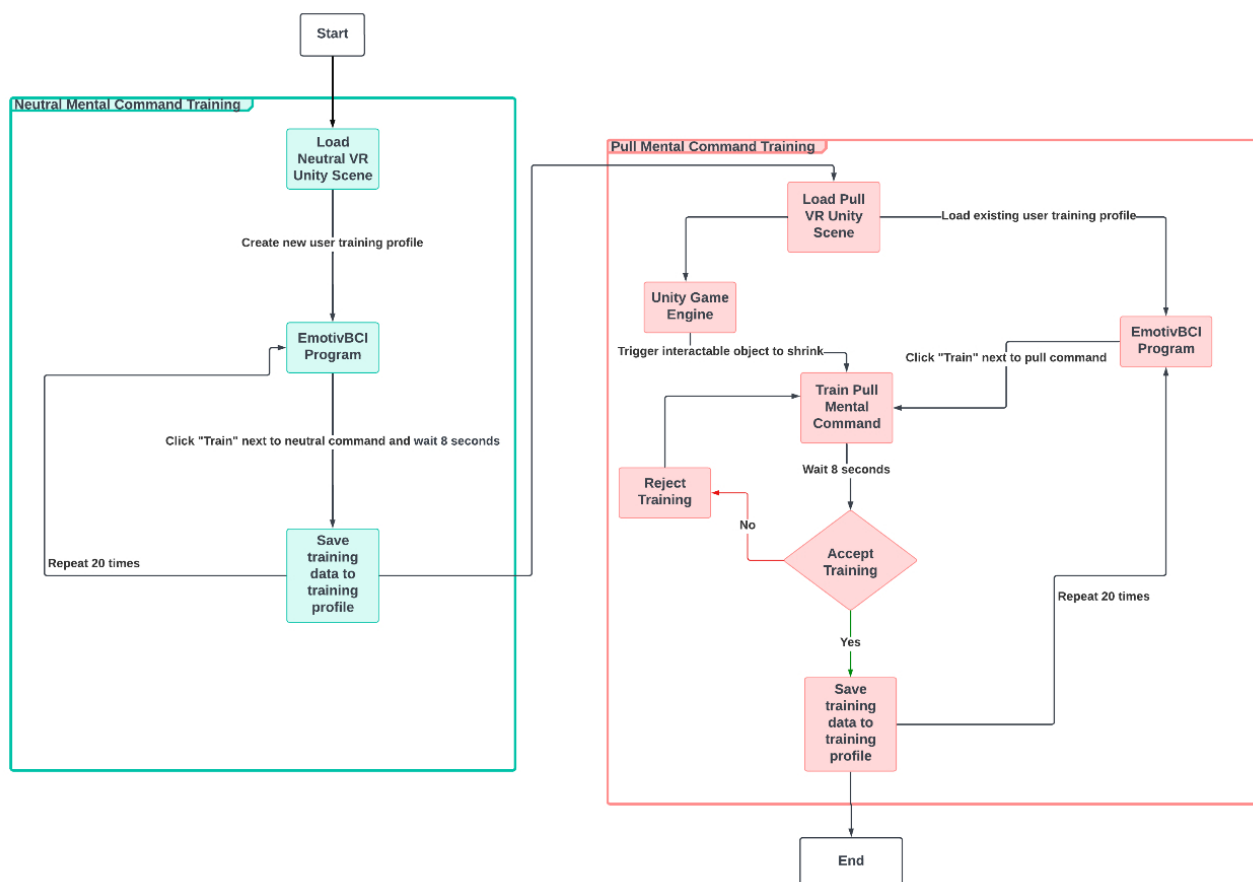 Start
Neutral Mental Command Training
Load
Neutral VR
Unity Scene
Create new user training profile
EmotivBCI
Program
Click "Train" next to neutral command and wait 8 seconds
Save
training
data to
training
profile
Repeat 20 times
Pull Mental Command Training
Load Pull
VR Unity
Scene
Load existing user training profile
Unity Game
Engine
Trigger interactable object to shrink
EmotivBCI
Program
Click "Train" next to pull command
Train Pull
Mental
Command
Wait 8 seconds
Reject
Training
No
Accept
Training
Yes
Repeat 20 times
Save
training
data to
training
profile
End